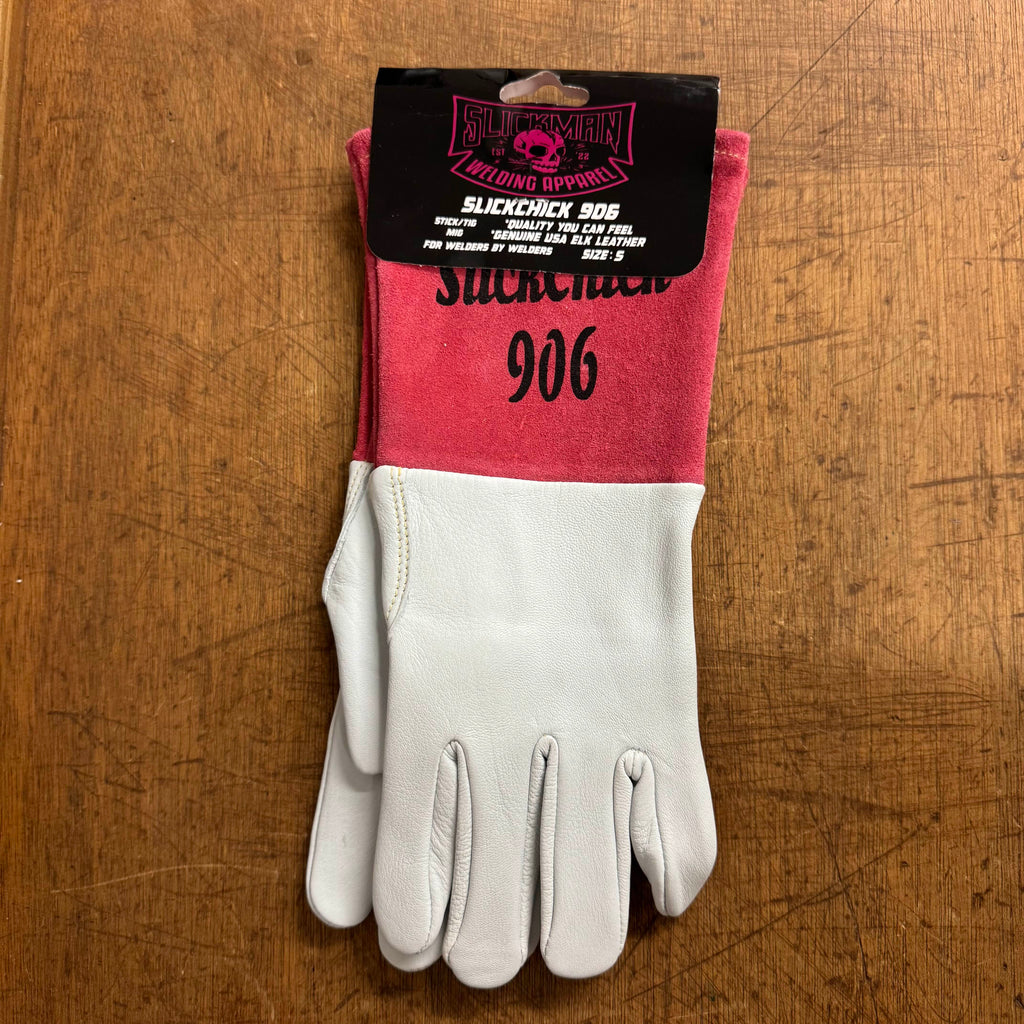 SLICKMAN
EST '22
WELDING APPAREL
SLICKCHICK 906
STICK/TIG *QUALITY YOU CAN FEEL
MIG *GENUINE USA ELK LEATHER
FOR WELDERS BY WELDERS SIZE: S
SlickChick
906